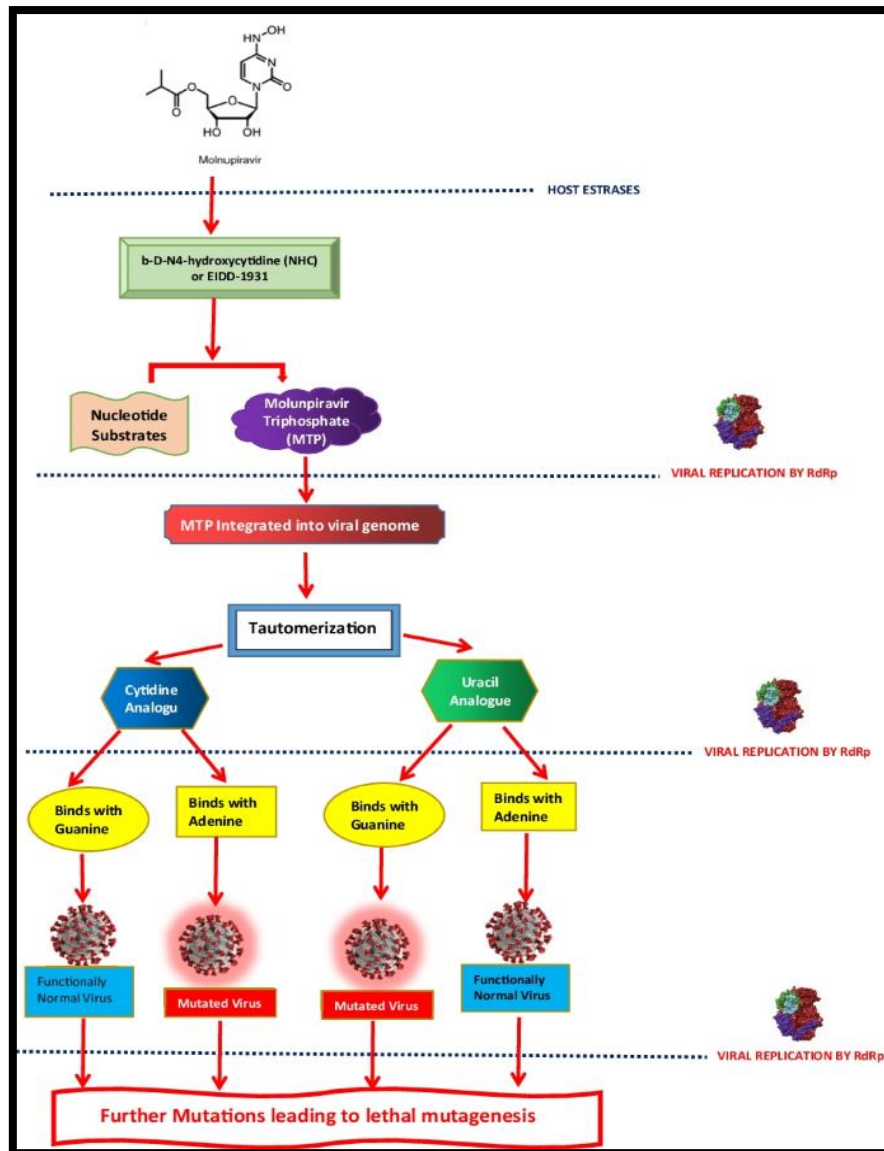 OH
HN
N
N
O
O
O
O
HO
OH
Molnupiravir
HOST ESTRASES
b-D-N4-hydroxycytidine (NHC)
or EIDD-1931
Nucleotide
Substrates
Molunpiravir
Triphosphate
(MTP)
VIRAL REPLICATION BY RdRp
MTP Integrated into viral genome
Tautomerization
Cytidine
Analogu
Uracil
Analogue
VIRAL REPLICATION BY RdRp
Binds with
Guanine
Binds with
Adenine
Binds with
Guanine
Binds with
Adenine
Functionally
Normal Virus
Mutated Virus
Mutated Virus
Functionally
Normal Virus
VIRAL REPLICATION BY RdRp
Further Mutations leading to lethal mutagenesis